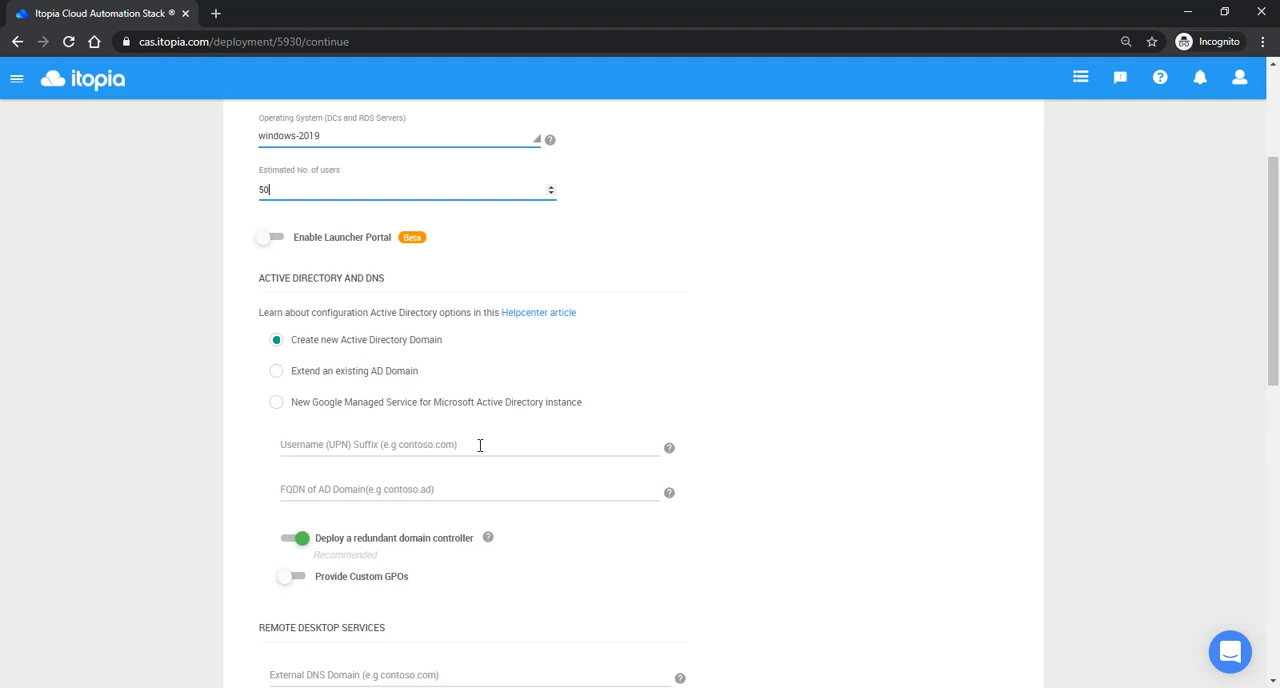 Itopia Cloud Automation Stack ®
cas.itopia.com/deployment/5930/continue
Incognito
itopia
Operating System (DCs and RDS Servers)
windows-2019
Estimated No. of users
50
Enable Launcher Portal Beta
ACTIVE DIRECTORY AND DNS
Learn about configuration Active Directory options in this Helpcenter article
Create new Active Directory Domain
Extend an existing AD Domain
New Google Managed Service for Microsoft Active Directory instance
Username (UPN) Suffix (e.g contoso.com)
FQDN of AD Domain(e.g contoso.ad)
Deploy a redundant domain controller
Recommended
Provide Custom GPOs
REMOTE DESKTOP SERVICES
External DNS Domain (e.g contoso.com)